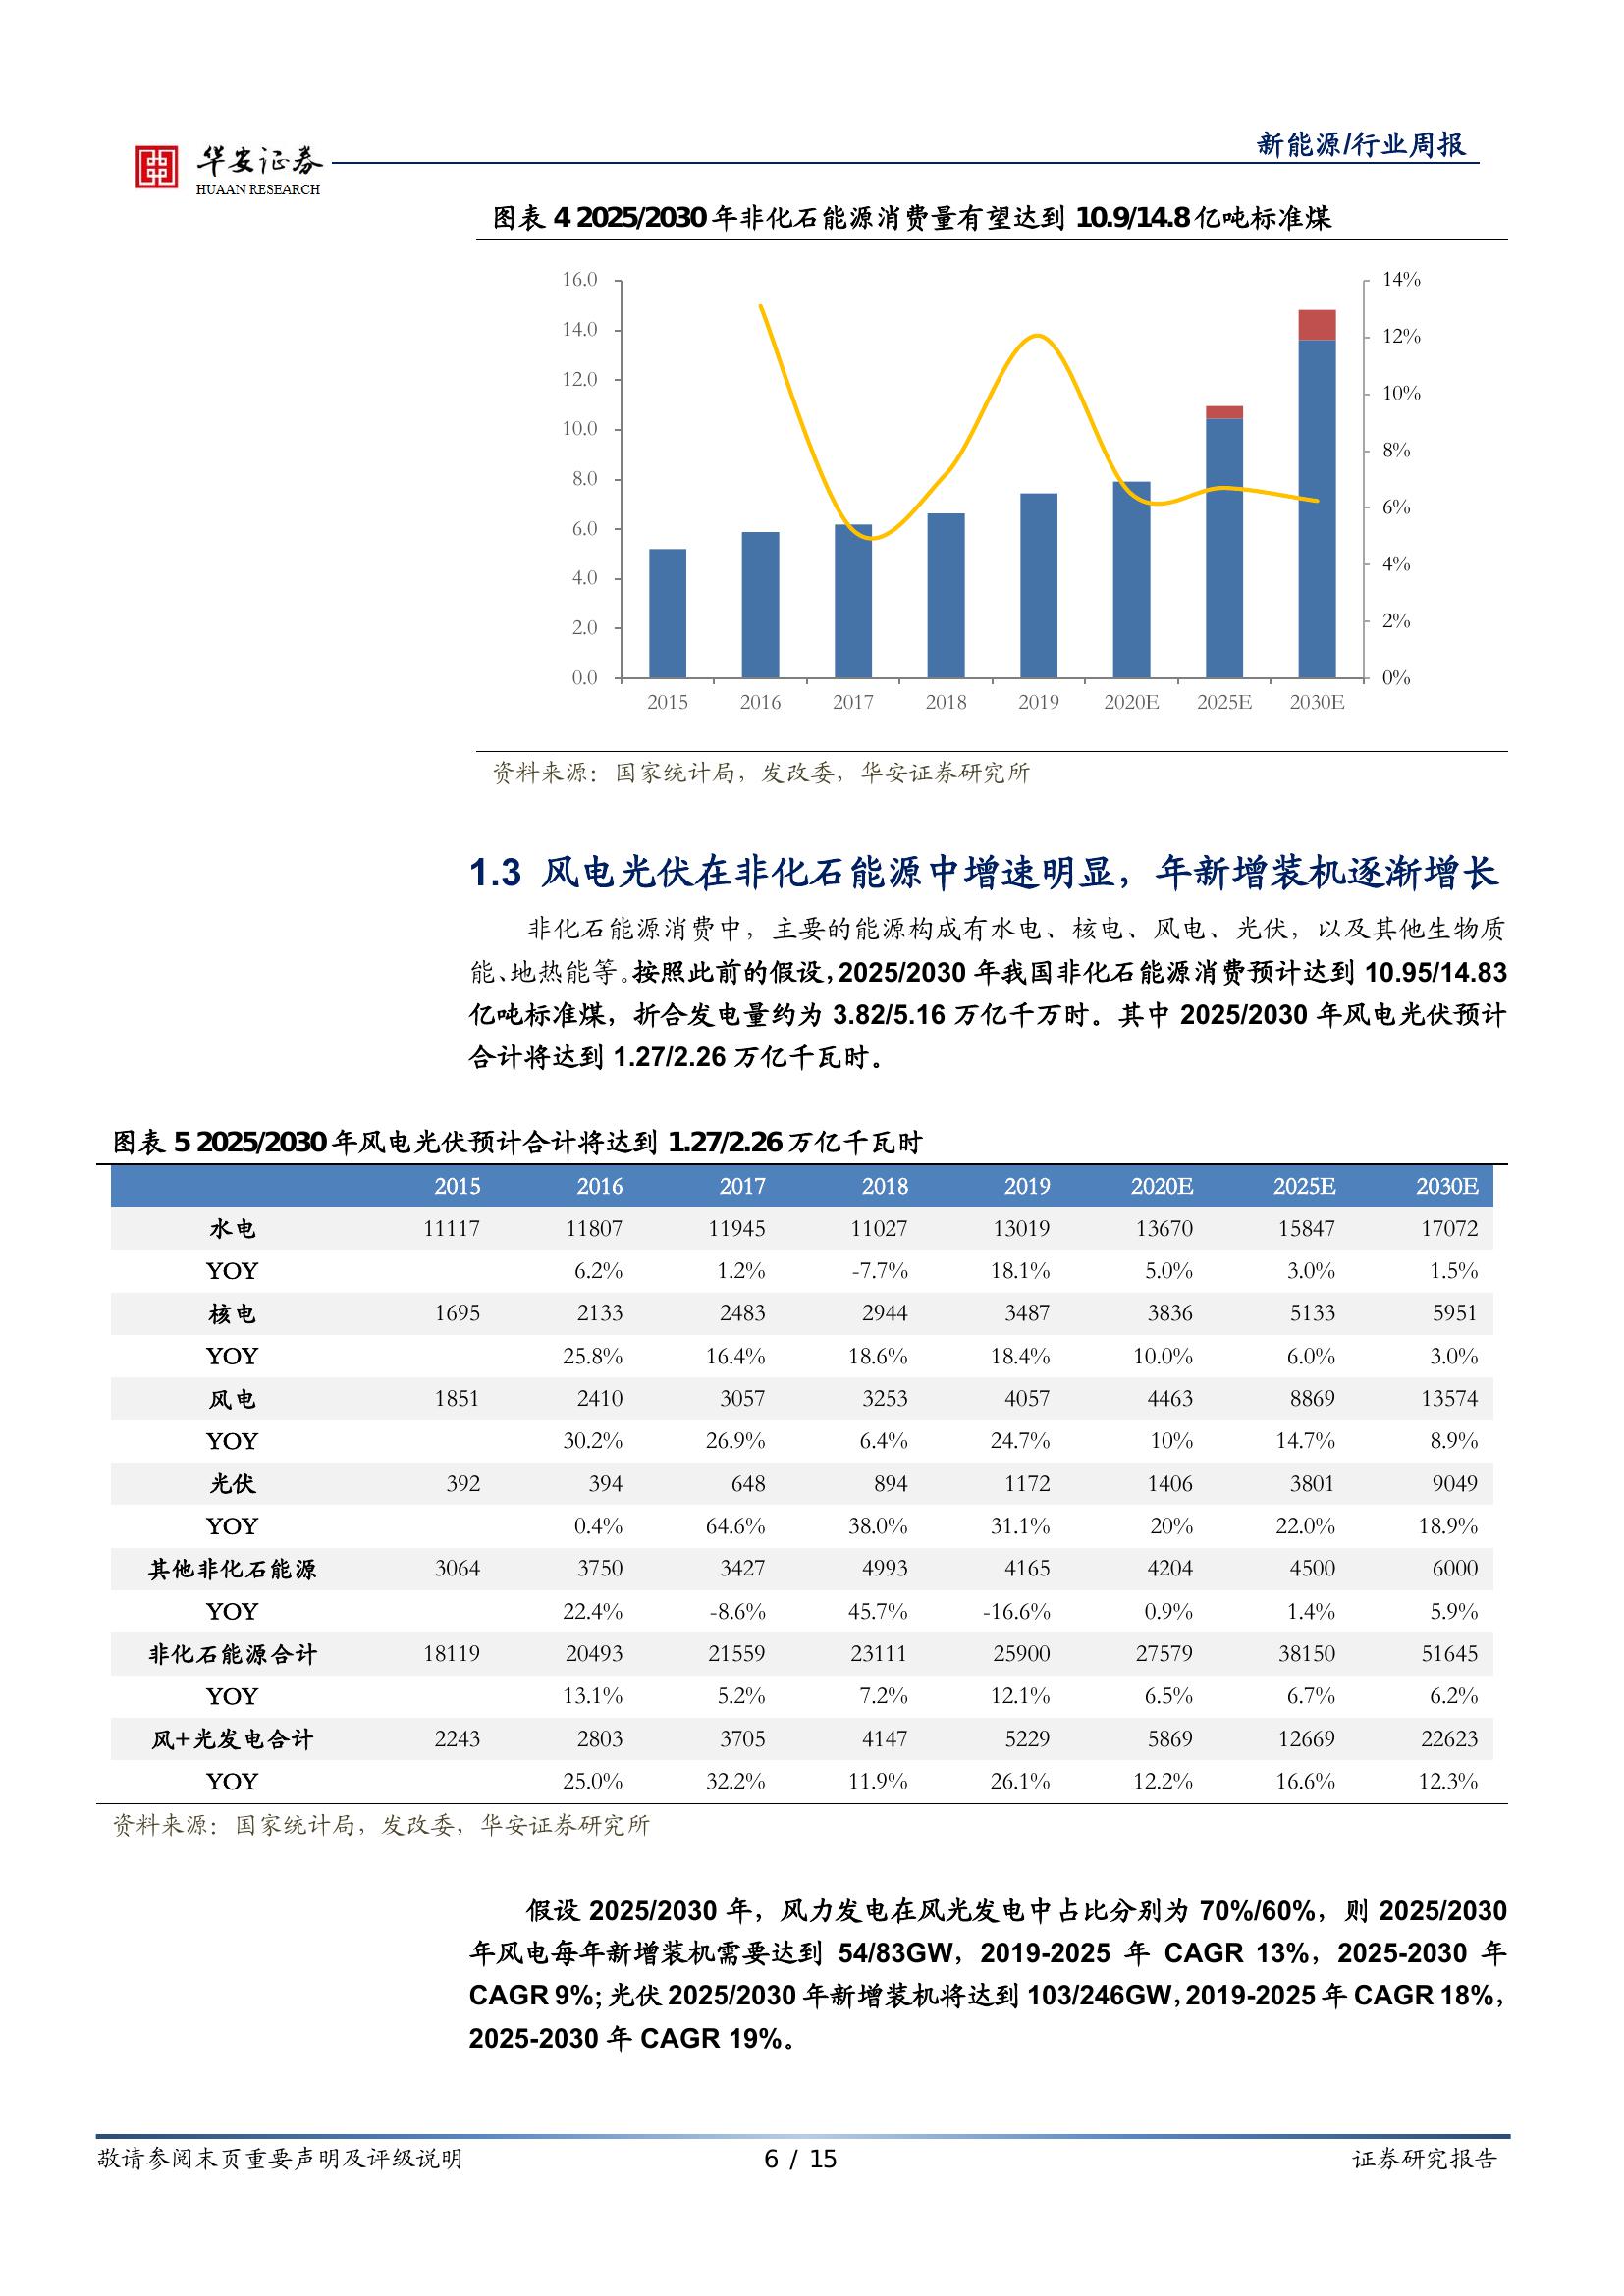 华安证券
HUAAN RESEARCH
新能源/行业周报
图表 4 2025/2030 年非化石能源消费量有望达到 10.9/14.8 亿吨标准煤
16.0
14.0
12.0
10.0
8.0
6.0
4.0
2.0
0.0
14%
12%
10%
8%
6%
4%
2%
0%
2015 2016 2017 2018 2019 2020E 2025E 2030E
资料来源：国家统计局，发改委，华安证券研究所
1.3 风电光伏在非化石能源中增速明显，年新增装机逐渐增长
非化石能源消费中，主要的能源构成有水电、核电、风电、光伏，以及其他生物质
能、地热能等。按照此前的假设，2025/2030 年我国非化石能源消费预计达到 10.95/14.83
亿吨标准煤，折合发电量约为 3.82/5.16 万亿千万时。其中 2025/2030 年风电光伏预计
合计将达到 1.27/2.26 万亿千瓦时。
图表 5 2025/2030 年风电光伏预计合计将达到 1.27/2.26 万亿千瓦时
2015 2016 2017 2018 2019 2020E 2025E 2030E
水电 11117 11807 11945 11027 13019 13670 15847 17072
YOY 6.2% 1.2% -7.7% 18.1% 5.0% 3.0% 1.5%
核电 1695 2133 2483 2944 3487 3836 5133 5951
YOY 25.8% 16.4% 18.6% 18.4% 10.0% 6.0% 3.0%
风电 1851 2410 3057 3253 4057 4463 8869 13574
YOY 30.2% 26.9% 6.4% 24.7% 10% 14.7% 8.9%
光伏 392 394 648 894 1172 1406 3801 9049
YOY 0.4% 64.6% 38.0% 31.1% 20% 22.0% 18.9%
其他非化石能源 3064 3750 3427 4993 4165 4204 4500 6000
YOY 22.4% -8.6% 45.7% -16.6% 0.9% 1.4% 5.9%
非化石能源合计 18119 20493 21559 23111 25900 27579 38150 51645
YOY 13.1% 5.2% 7.2% 12.1% 6.5% 6.7% 6.2%
风+光发电合计 2243 2803 3705 4147 5229 5869 12669 22623
YOY 25.0% 32.2% 11.9% 26.1% 12.2% 16.6% 12.3%
资料来源：国家统计局，发改委，华安证券研究所
假设 2025/2030 年，风力发电在风光发电中占比分别为 70%/60%，则 2025/2030
年风电每年新增装机需要达到 54/83GW，2019-2025 年 CAGR 13%，2025-2030 年
CAGR 9%；光伏 2025/2030 年新增装机将达到 103/246GW，2019-2025 年 CAGR 18%，
2025-2030 年 CAGR 19%。
敬请参阅末页重要声明及评级说明 6 / 15 证券研究报告